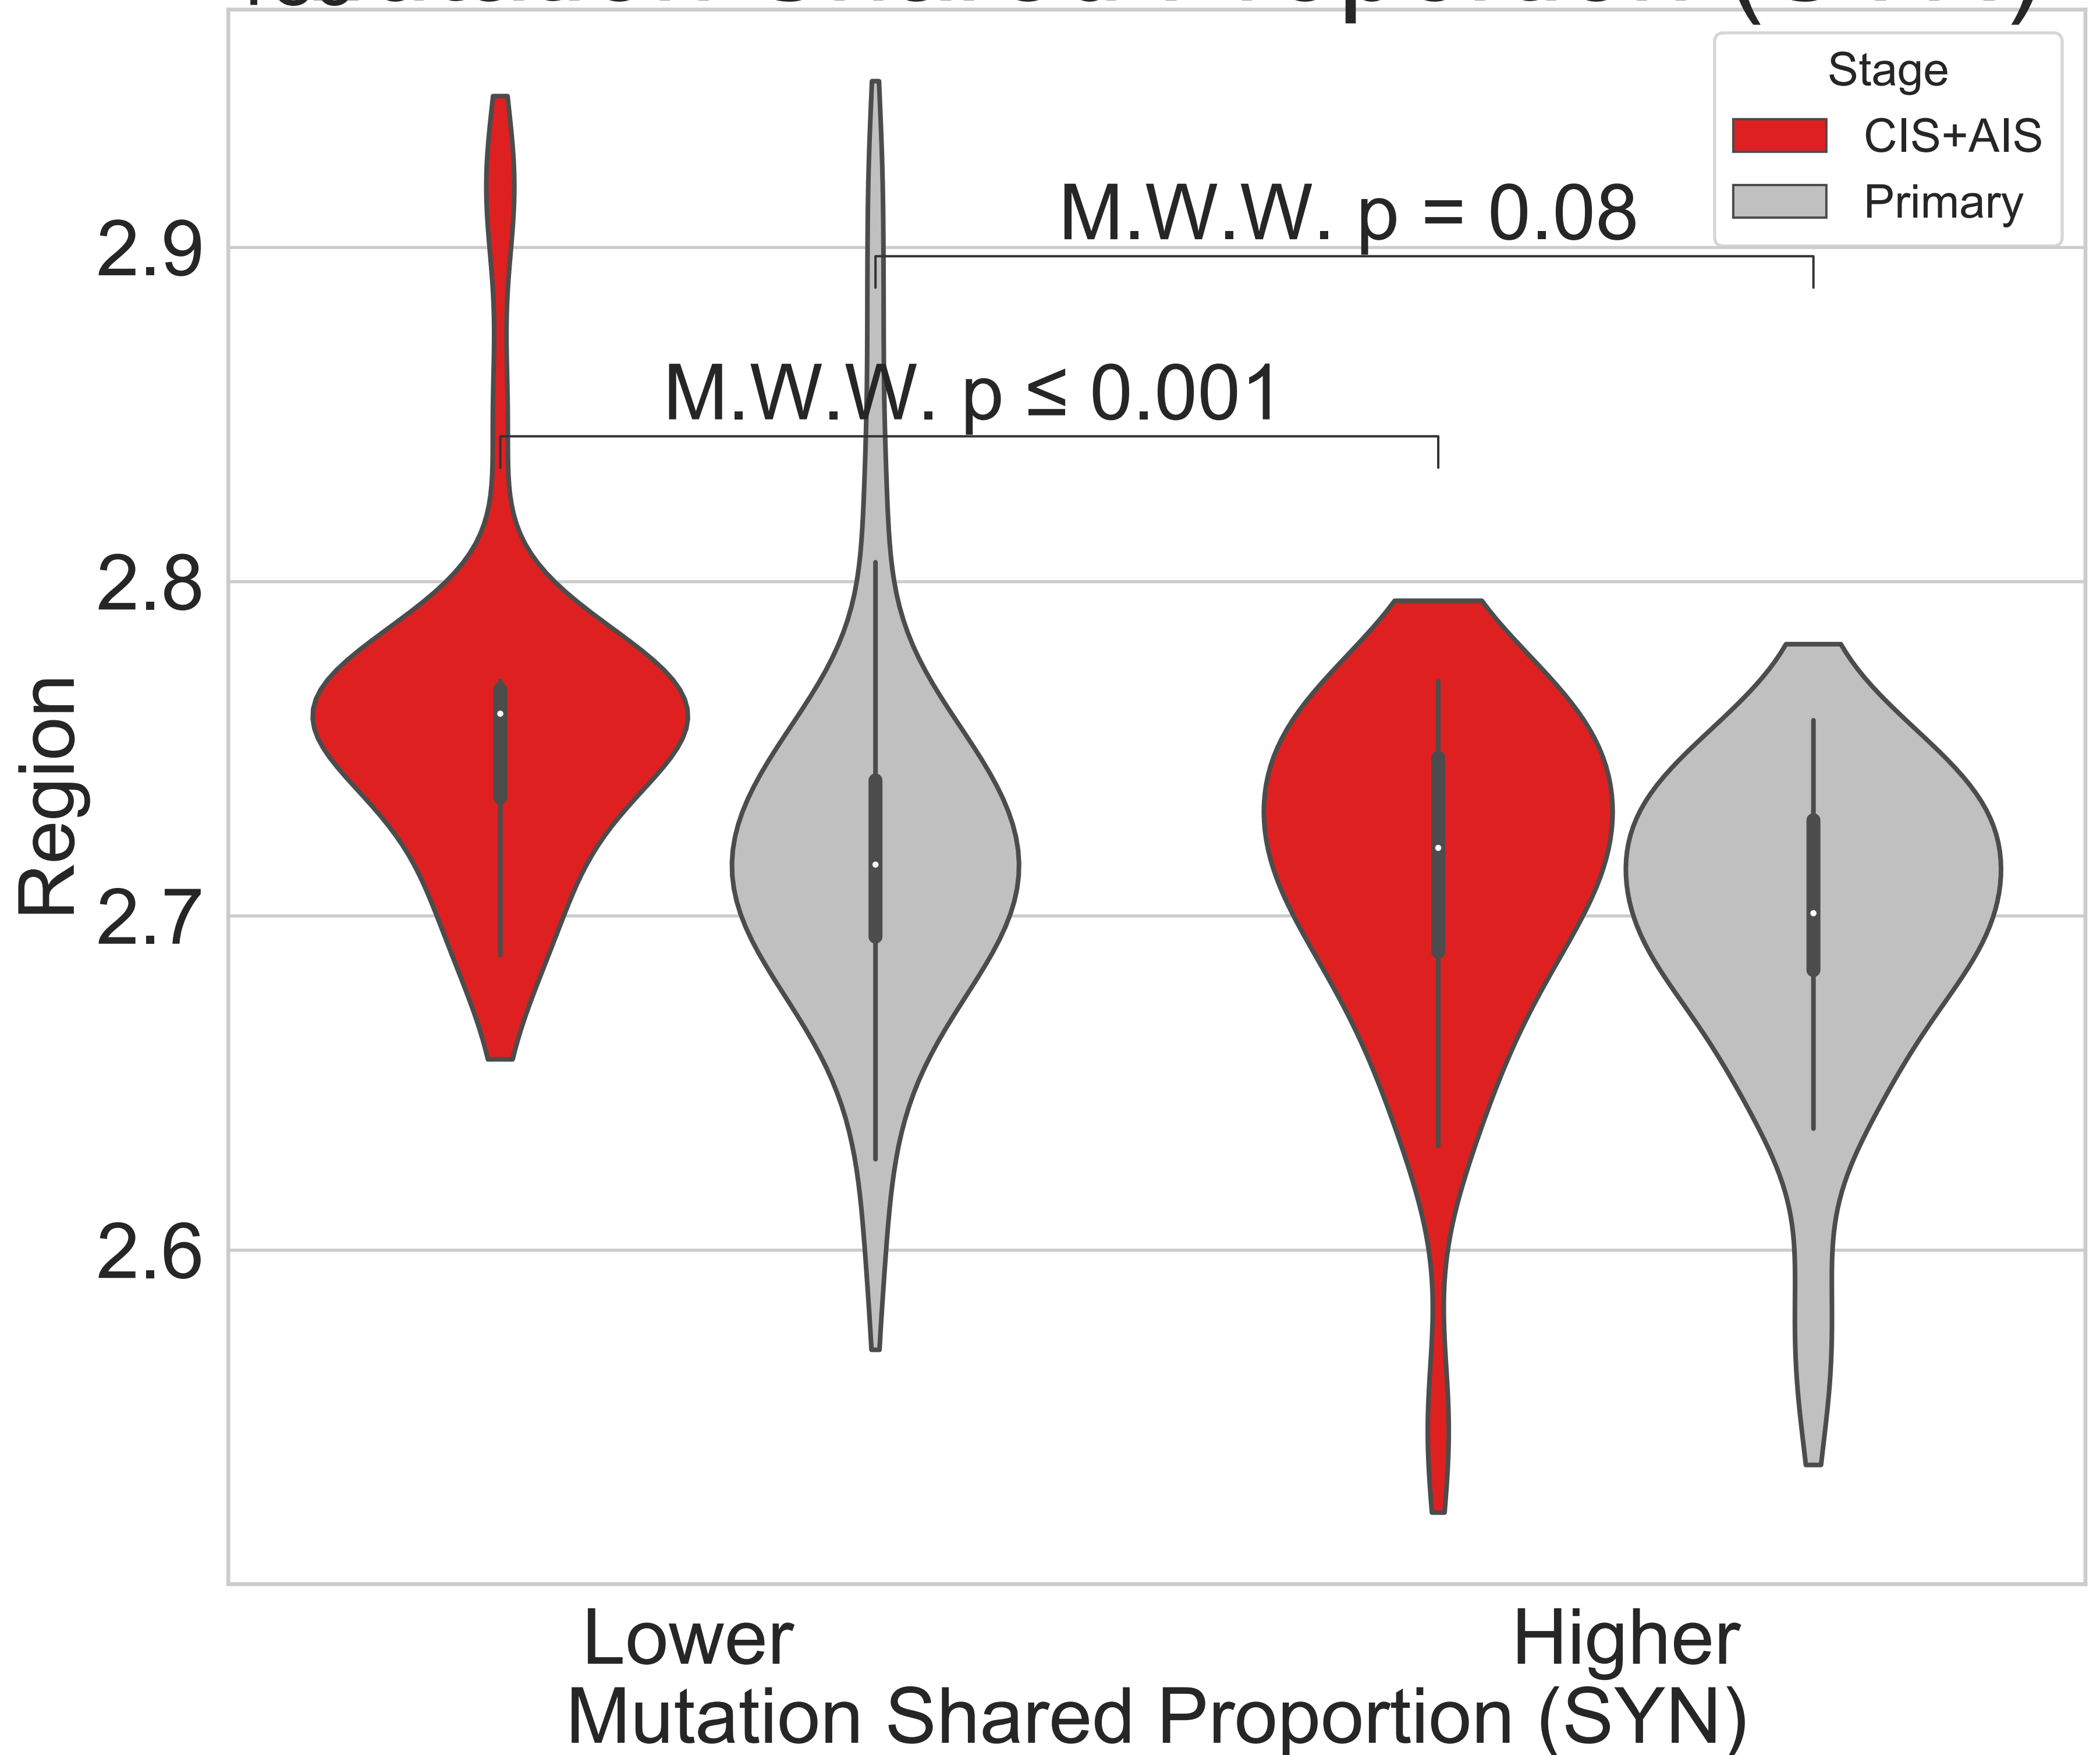 Stage
CIS+AIS
Primary
M.W.W. p = 0.08
M.W.W. p ≤ 0.001
2.9
2.8
2.7
2.6
Region
Lower
Higher
Mutation Shared Proportion (SYN)